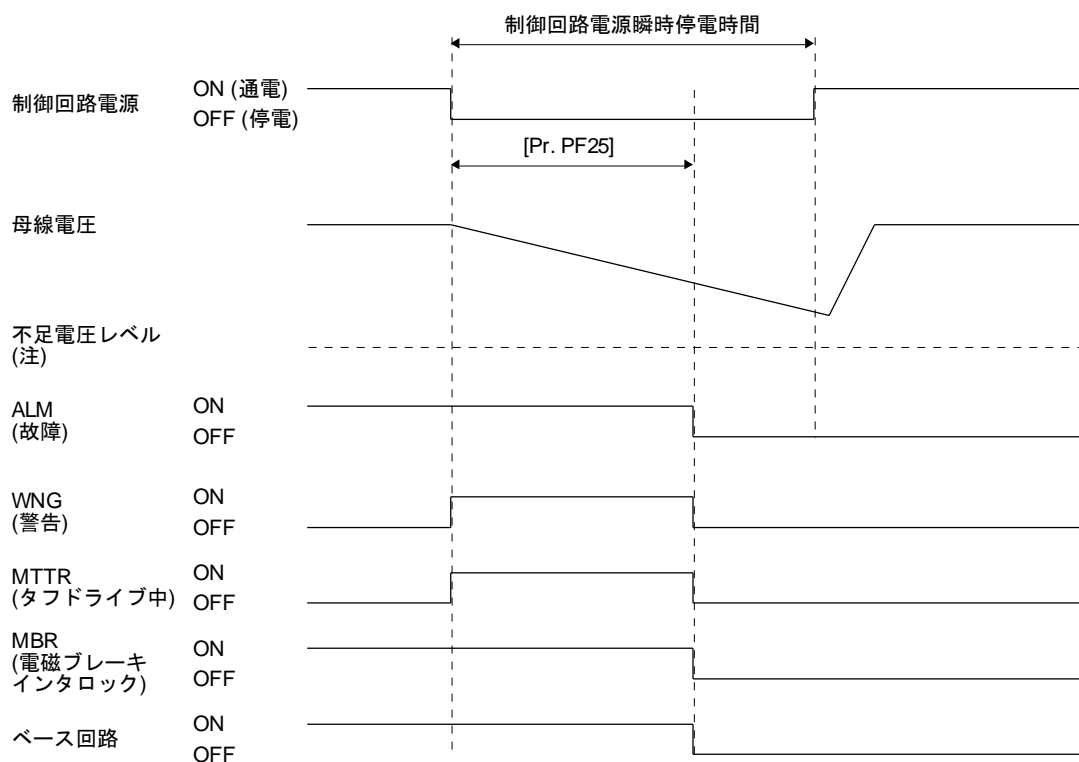 制御回路電源瞬時停電時間
制御回路電源
ON (通電)
OFF (停電)
[Pr. PF25]
母線電圧
不足電圧レベル
(注)
ALM
(故障)
ON
OFF
WNG
(警告)
ON
OFF
MTTR
(タフドライブ中)
ON
OFF
MBR
(電磁ブレーキ
インタロック)
ON
OFF
ベース回路
ON
OFF